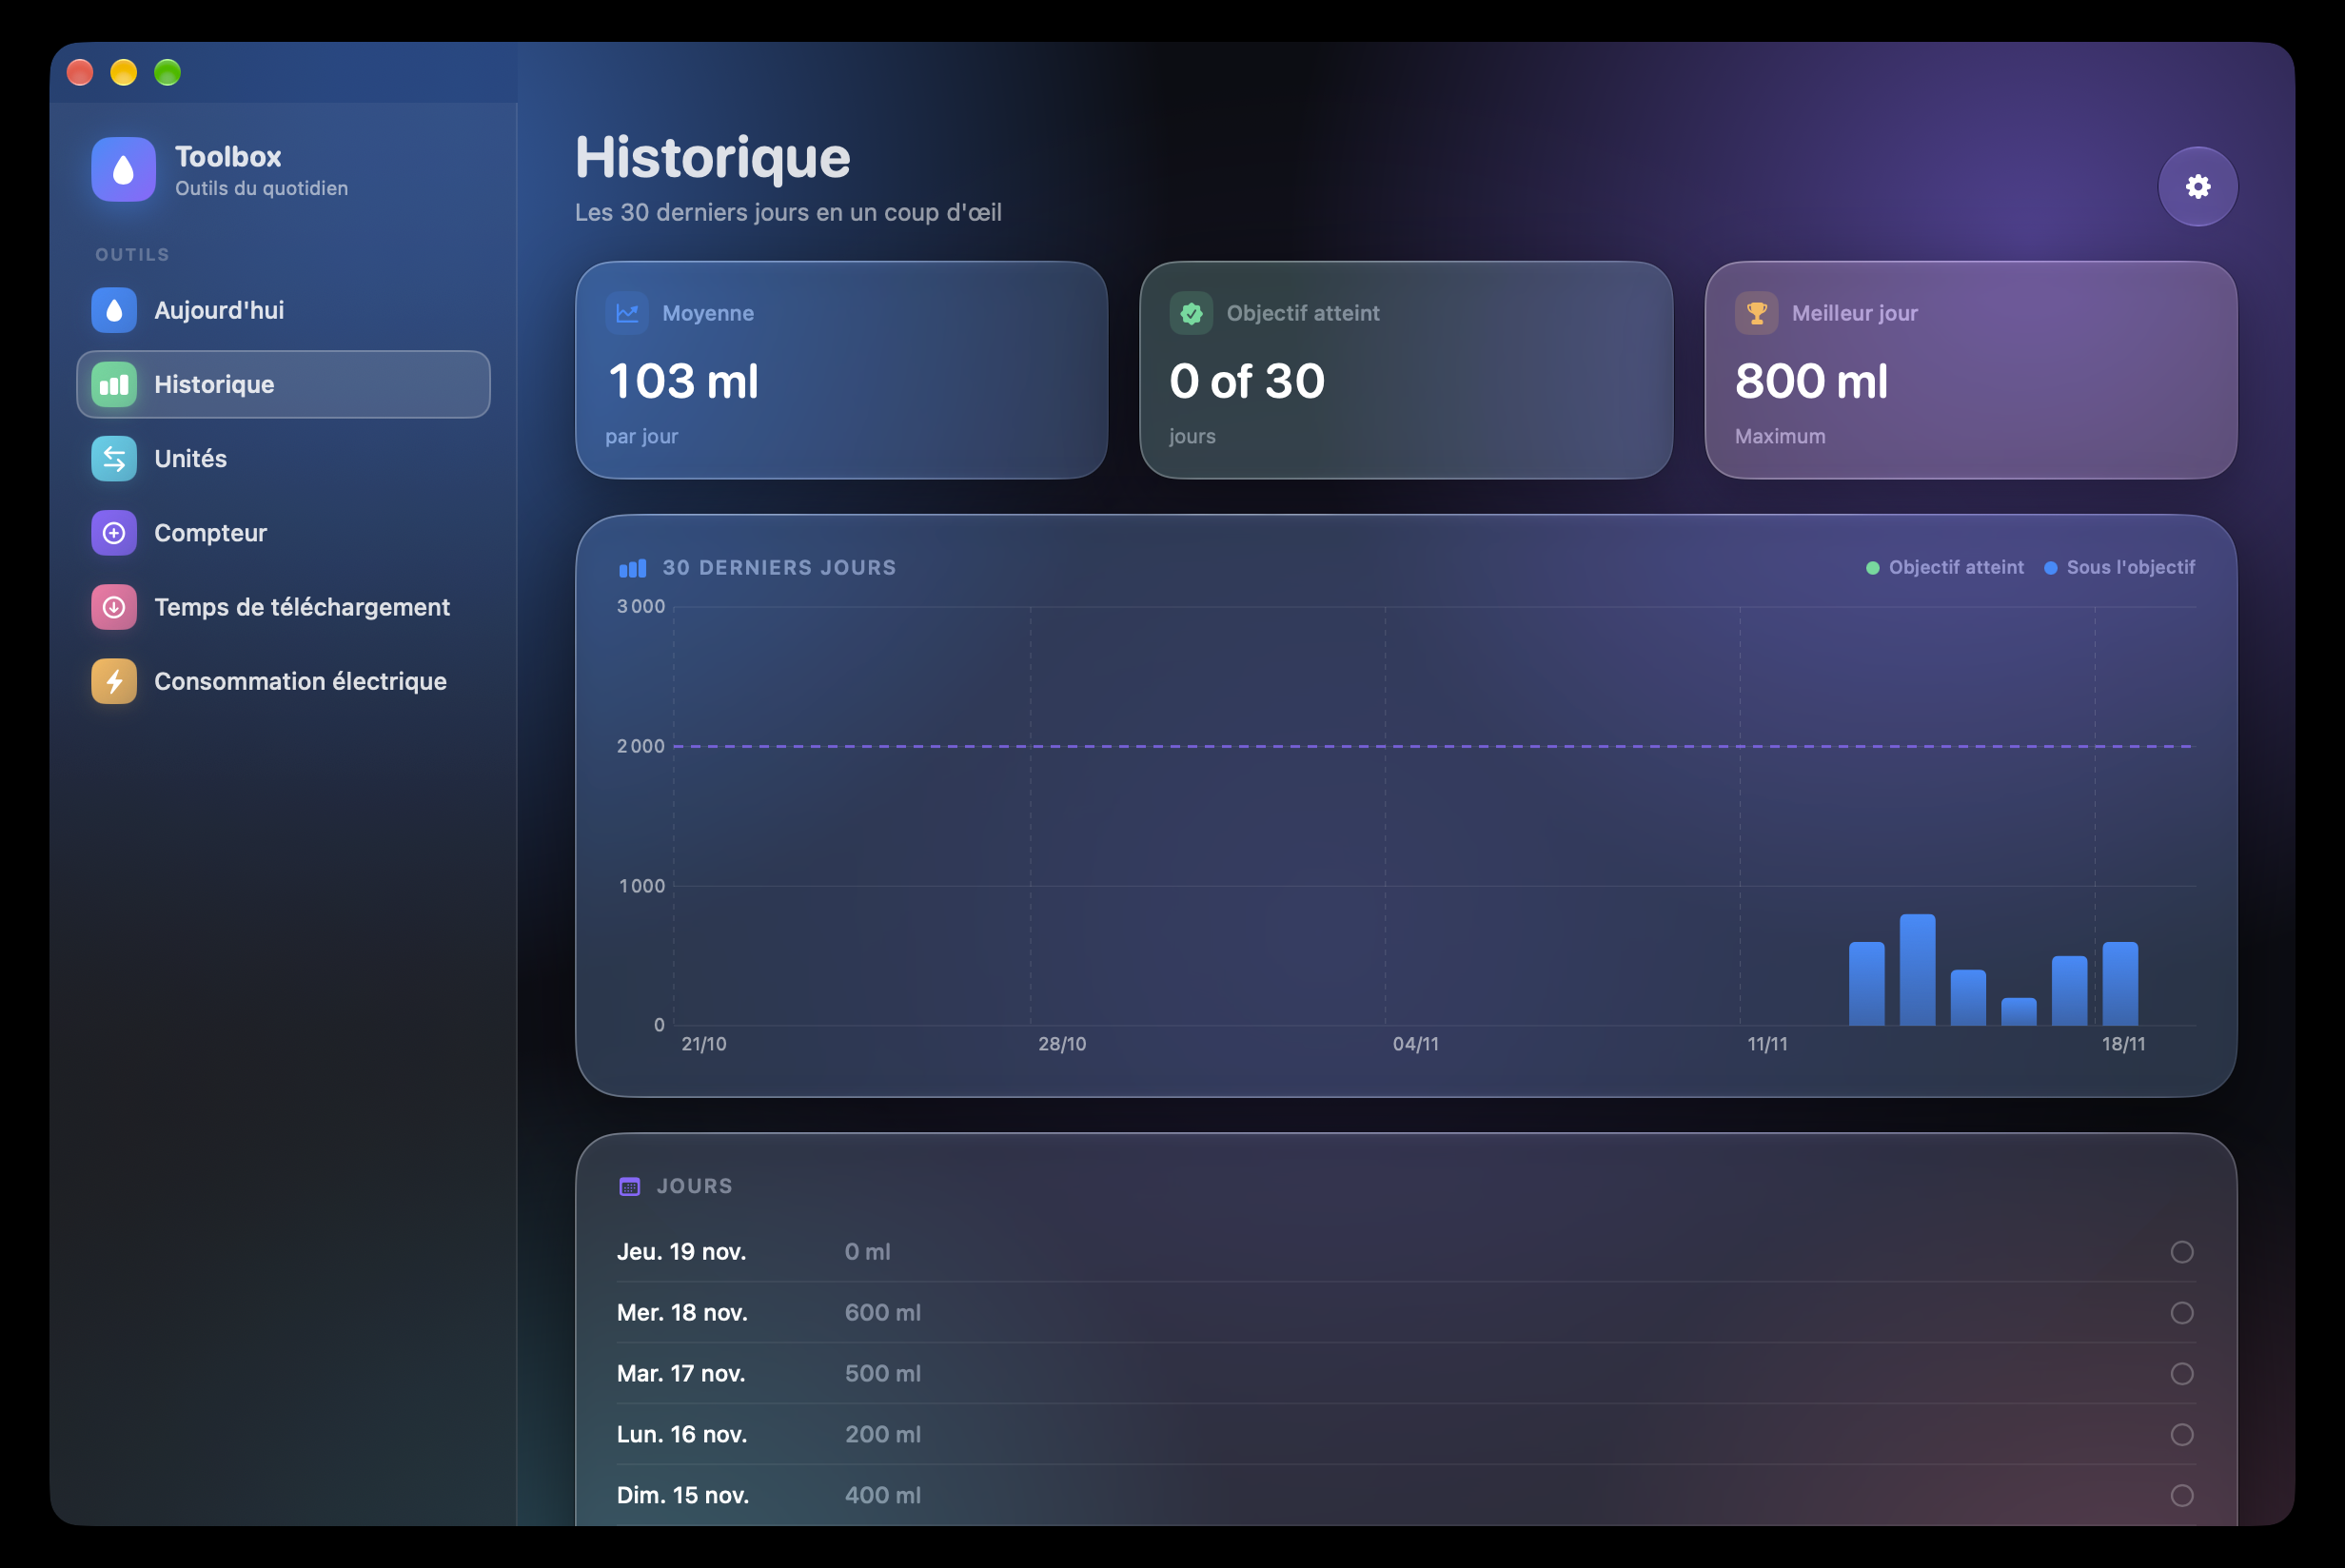 Toolbox
Outils du quotidien
OUTILS
Aujourd'hui
Historique
Unités
Compteur
Temps de téléchargement
Consommation électrique
Historique
Les 30 derniers jours en un coup d'œil
Moyenne
103 ml
par jour
Objectif atteint
0 of 30
jours
Meilleur jour
800 ml
Maximum
30 DERNIERS JOURS
Objectif atteint
Sous l'objectif
3 000
2 000
1 000
0
21/10
28/10
04/11
11/11
18/11
JOURS
Jeu. 19 nov. 0 ml
Mer. 18 nov. 600 ml
Mar. 17 nov. 500 ml
Lun. 16 nov. 200 ml
Dim. 15 nov. 400 ml